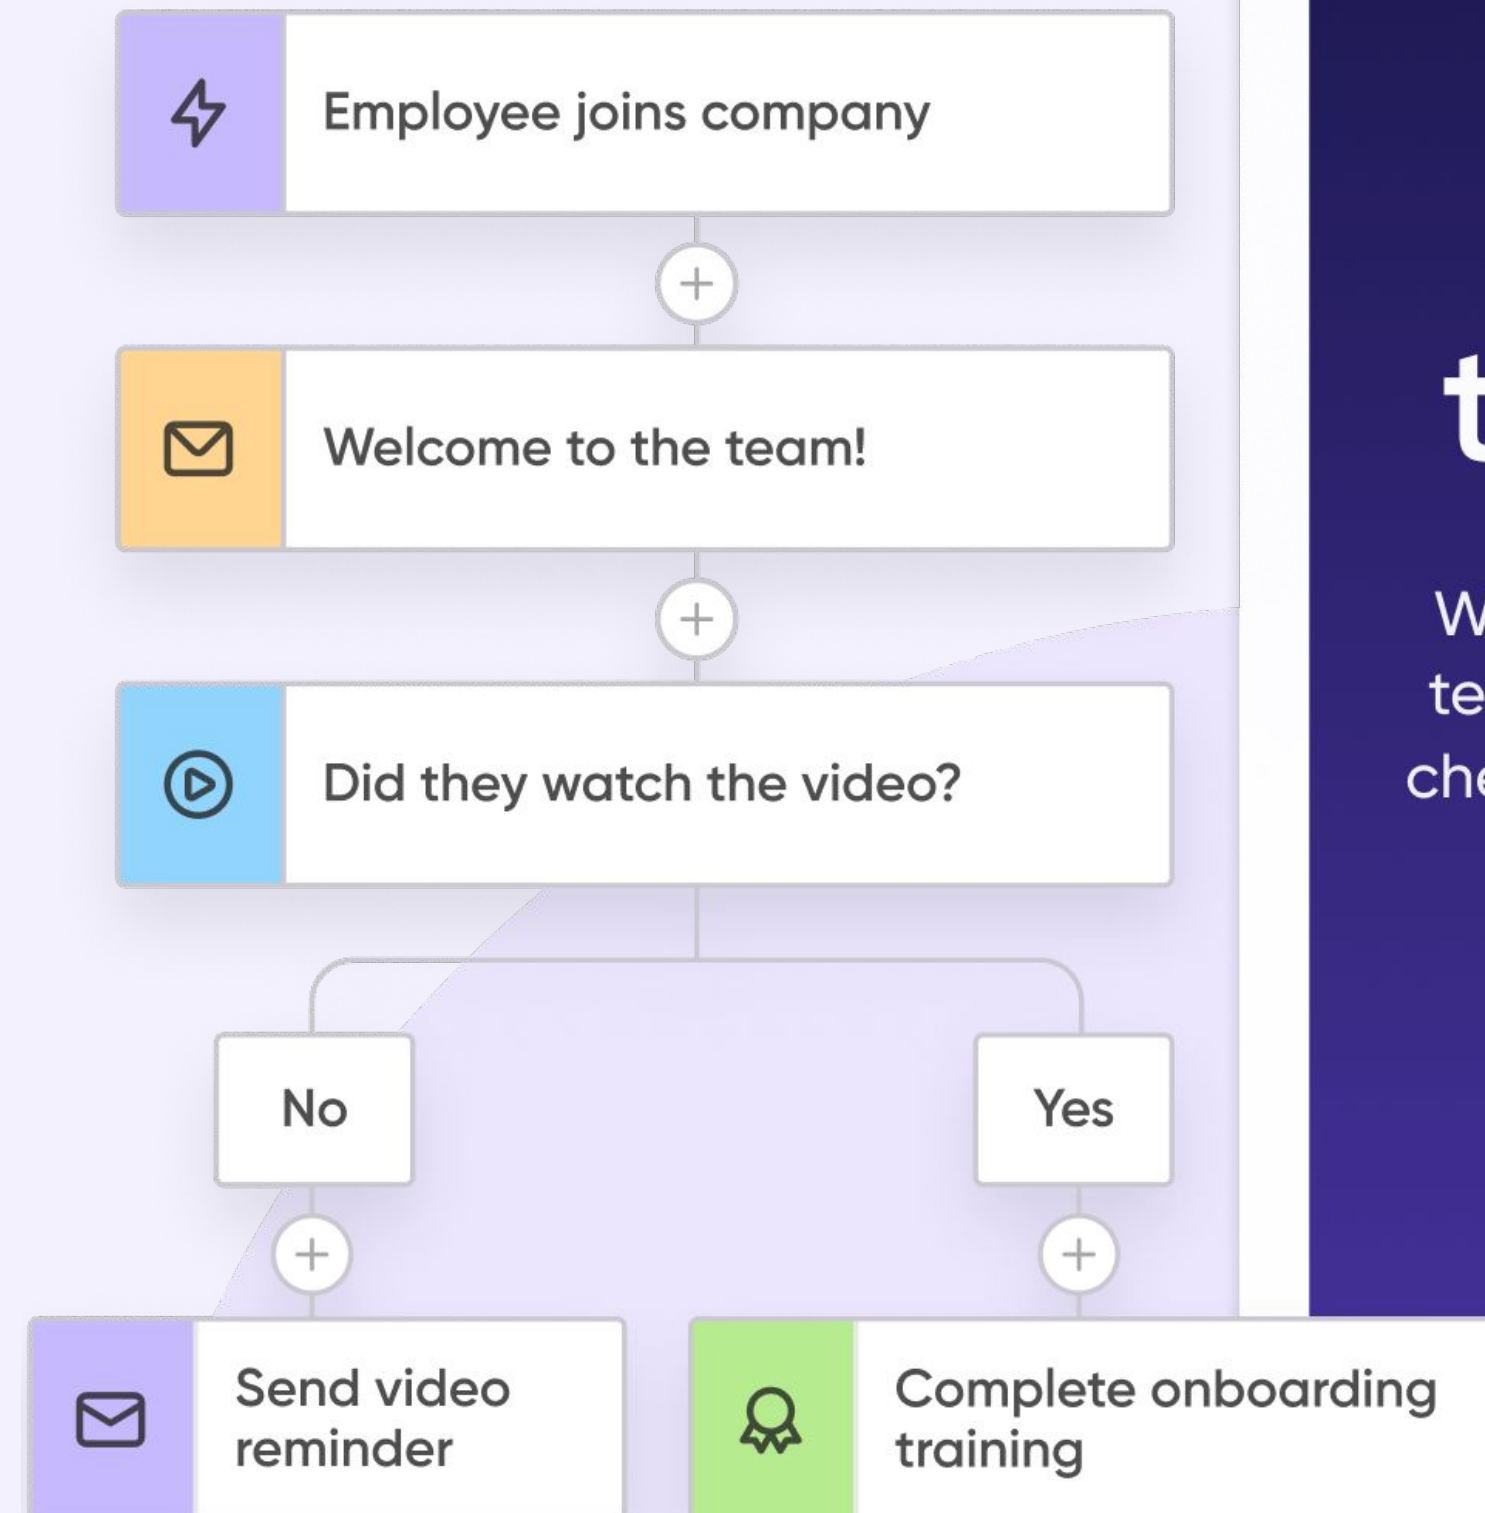 Employee joins company
Welcome to the team!
Did they watch the video?
No
Yes
Send video
reminder
Complete onboarding
training